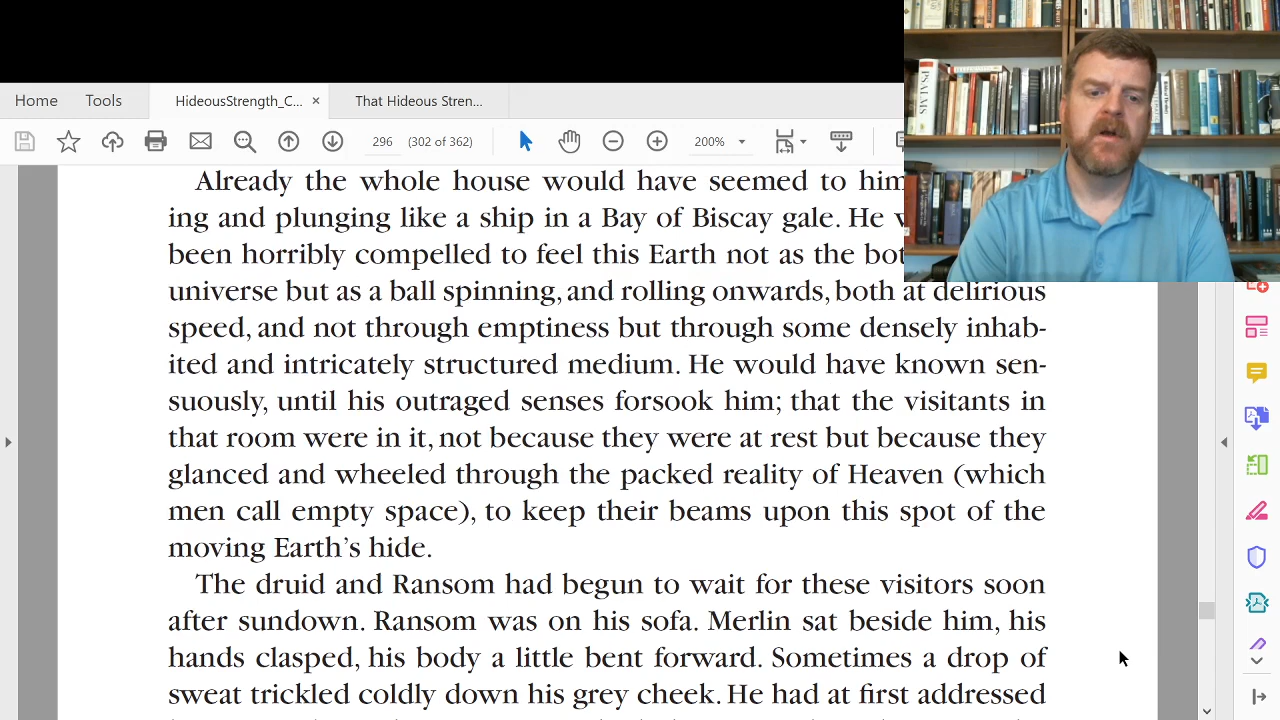 Home Tools HideousStrength_C... × That Hideous Stren...
296 (302 of 362) 200%
PSALMS
Already the whole house would have seemed to him
ing and plunging like a ship in a Bay of Biscay gale. He
been horribly compelled to feel this Earth not as the
universe but as a ball spinning, and rolling onwards, both at delirious
speed, and not through emptiness but through some densely inhab-
ited and intricately structured medium. He would have known sen-
suously, until his outraged senses forsook him; that the visitants in
that room were in it, not because they were at rest but because they
glanced and wheeled through the packed reality of Heaven (which
men call empty space), to keep their beams upon this spot of the
moving Earth's hide.
The druid and Ransom had begun to wait for these visitors soon
after sundown. Ransom was on his sofa. Merlin sat beside him, his
hands clasped, his body a little bent forward. Sometimes a drop of
sweat trickled coldly down his grey cheek. He had at first addressed